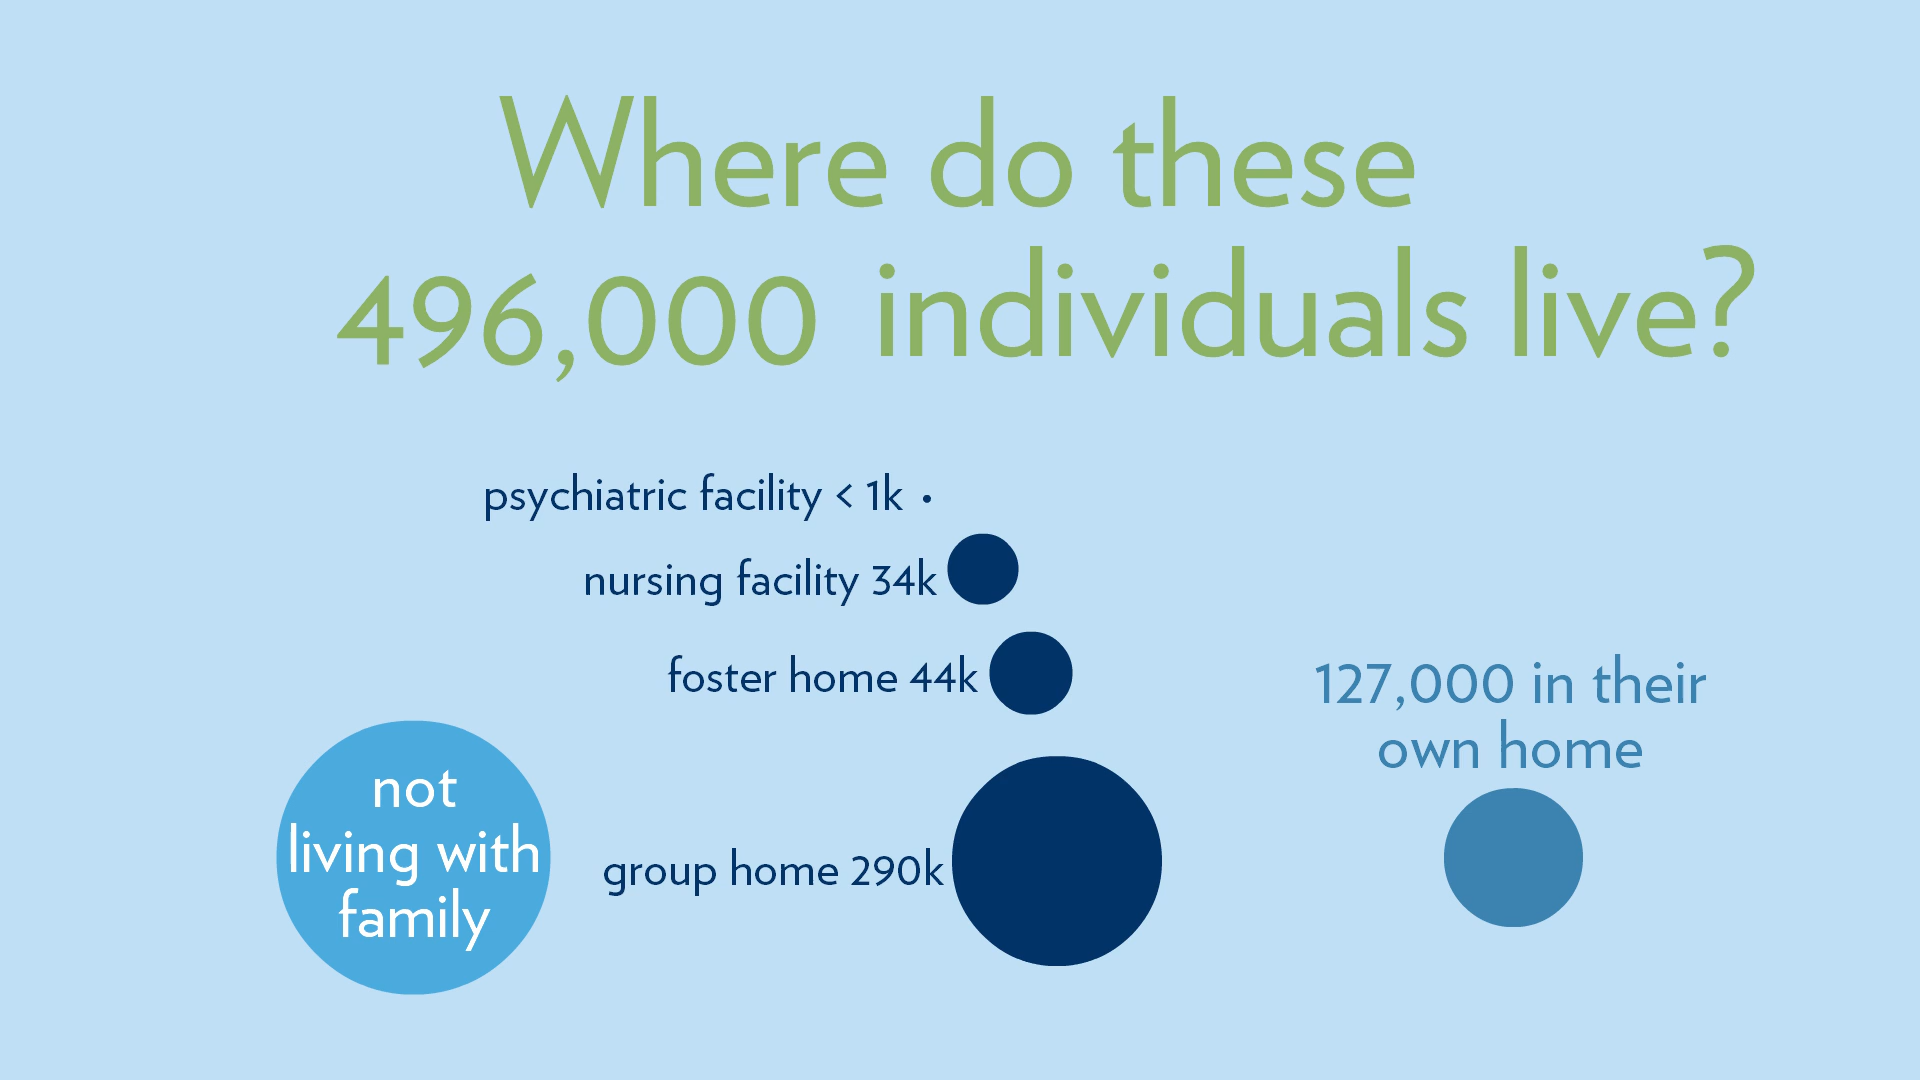 Where do these
496,000 individuals live?
psychiatric facility < 1k
nursing facility 34k
foster home 44k
127,000 in their
own home
not
living with
family
group home 290k